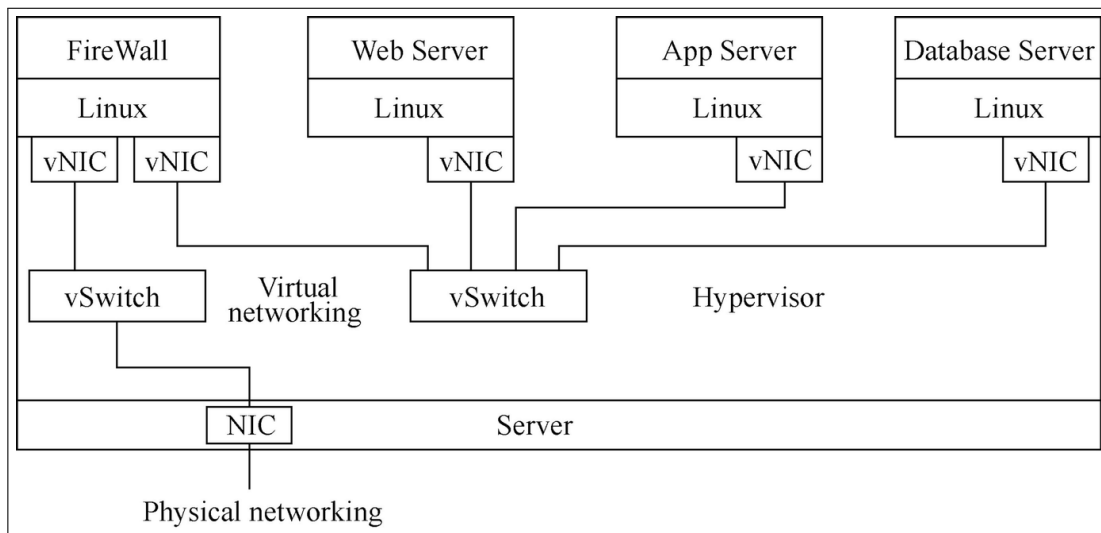 FireWall
Web Server
App Server
Database Server
Linux
Linux
Linux
Linux
vNIC
vNIC
vNIC
vNIC
vNIC
vSwitch
Virtual
networking
vSwitch
Hypervisor
NIC
Server
Physical networking